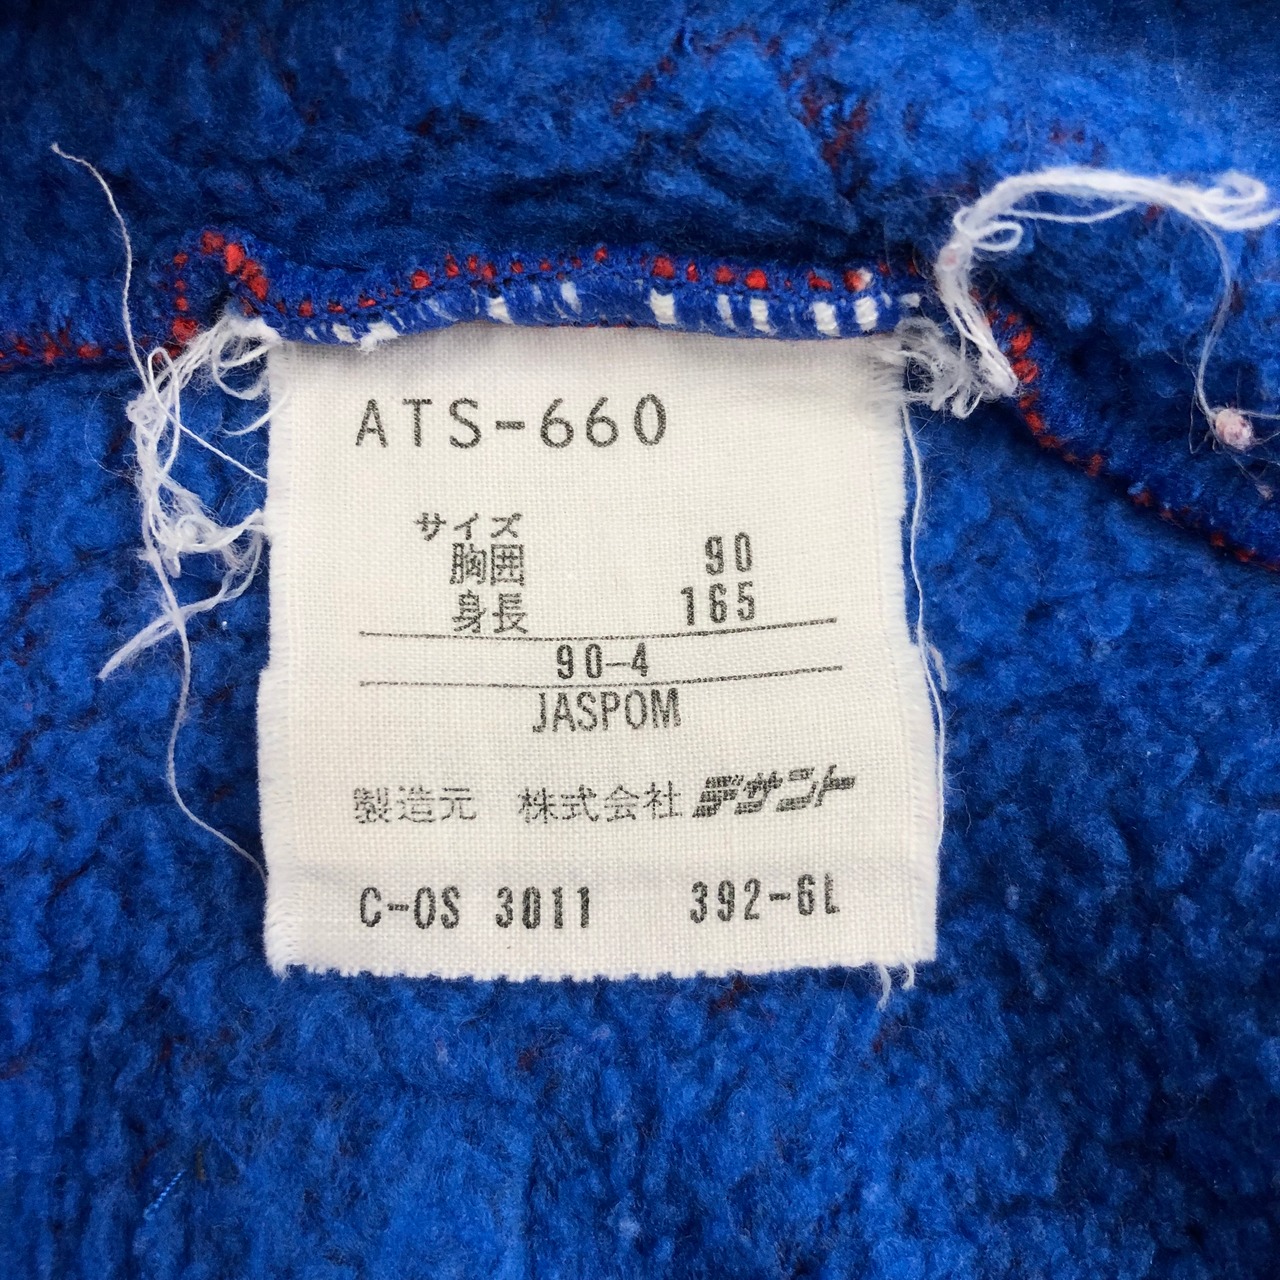 ATS-660
サイズ
胸囲 90
身長 165
90-4
JASPOM
製造元 株式会社 デサント
C-OS 3011 392-6L